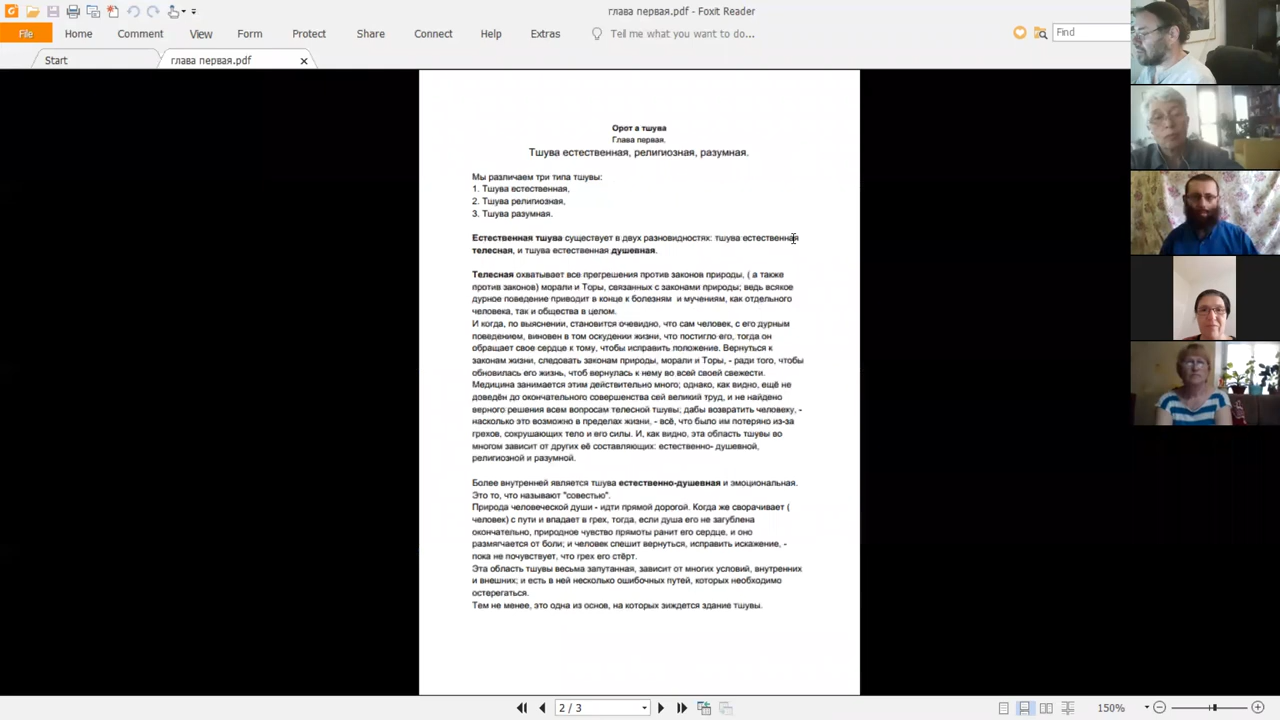 глава первая.pdf - Foxit Reader
File Home Comment View Form Protect Share Connect Help Extras Tell me what you want to do... Find
Start глава первая.pdf
Орот а тшува
Глава первая.
Тшува естественная, религиозная, разумная.
Мы различаем три типа тшувы:
1. Тшува естественная,
2. Тшува религиозная,
3. Тшува разумная.
Естественная тшува существует в двух разновидностях: тшува естественная
телесная, и тшува естественная душевная.
Телесная охватывает все прегрешения против законов природы, ( а также
против законов) морали и Торы, связанных с законами природы; ведь всякое
дурное поведение приводит в конце к болезням и мучениям, как отдельного
человека, так и общества в целом.
И когда, по выяснении, становится очевидно, что сам человек, с его дурным
поведением, виновен в том оскудении жизни, что постигло его, тогда он
обращает свое сердце к тому, чтобы исправить положение. Вернуться к
законам жизни, следовать законам природы, морали и Торы, - ради того, чтобы
обновилась его жизнь, чтоб вернулась к нему во всей своей свежести.
Медицина занимается этим действительно много; однако, как видно, ещё не
доведён до окончательного совершенства сей великий труд, и не найдено
верного решения всем вопросам телесной тшувы; дабы возвратить человеку, -
насколько это возможно в пределах жизни, - всё, что было им потеряно из-за
грехов, сокрушающих тело и его силы. И, как видно, эта область тшувы во
многом зависит от других её составляющих: естественно- душевной,
религиозной и разумной.
Более внутренней является тшува естественно-душевная и эмоциональная.
Это то, что называют "совестью".
Природа человеческой души - идти прямой дорогой. Когда же сворачивает (
человек) с пути и впадает в грех, тогда, если душа его не загублена
окончательно, природное чувство прямоты ранит его сердце, и оно
размягчается от боли; и человек спешит вернуться, исправить искажение, -
пока не почувствует, что грех его стёрт.
Эта область тшувы весьма запутанная, зависит от многих условий, внутренних
и внешних; и есть в ней несколько ошибочных путей, которых необходимо
остерегаться.
Тем не менее, это одна из основ, на которых зиждется здание тшувы.
2 / 3 150%